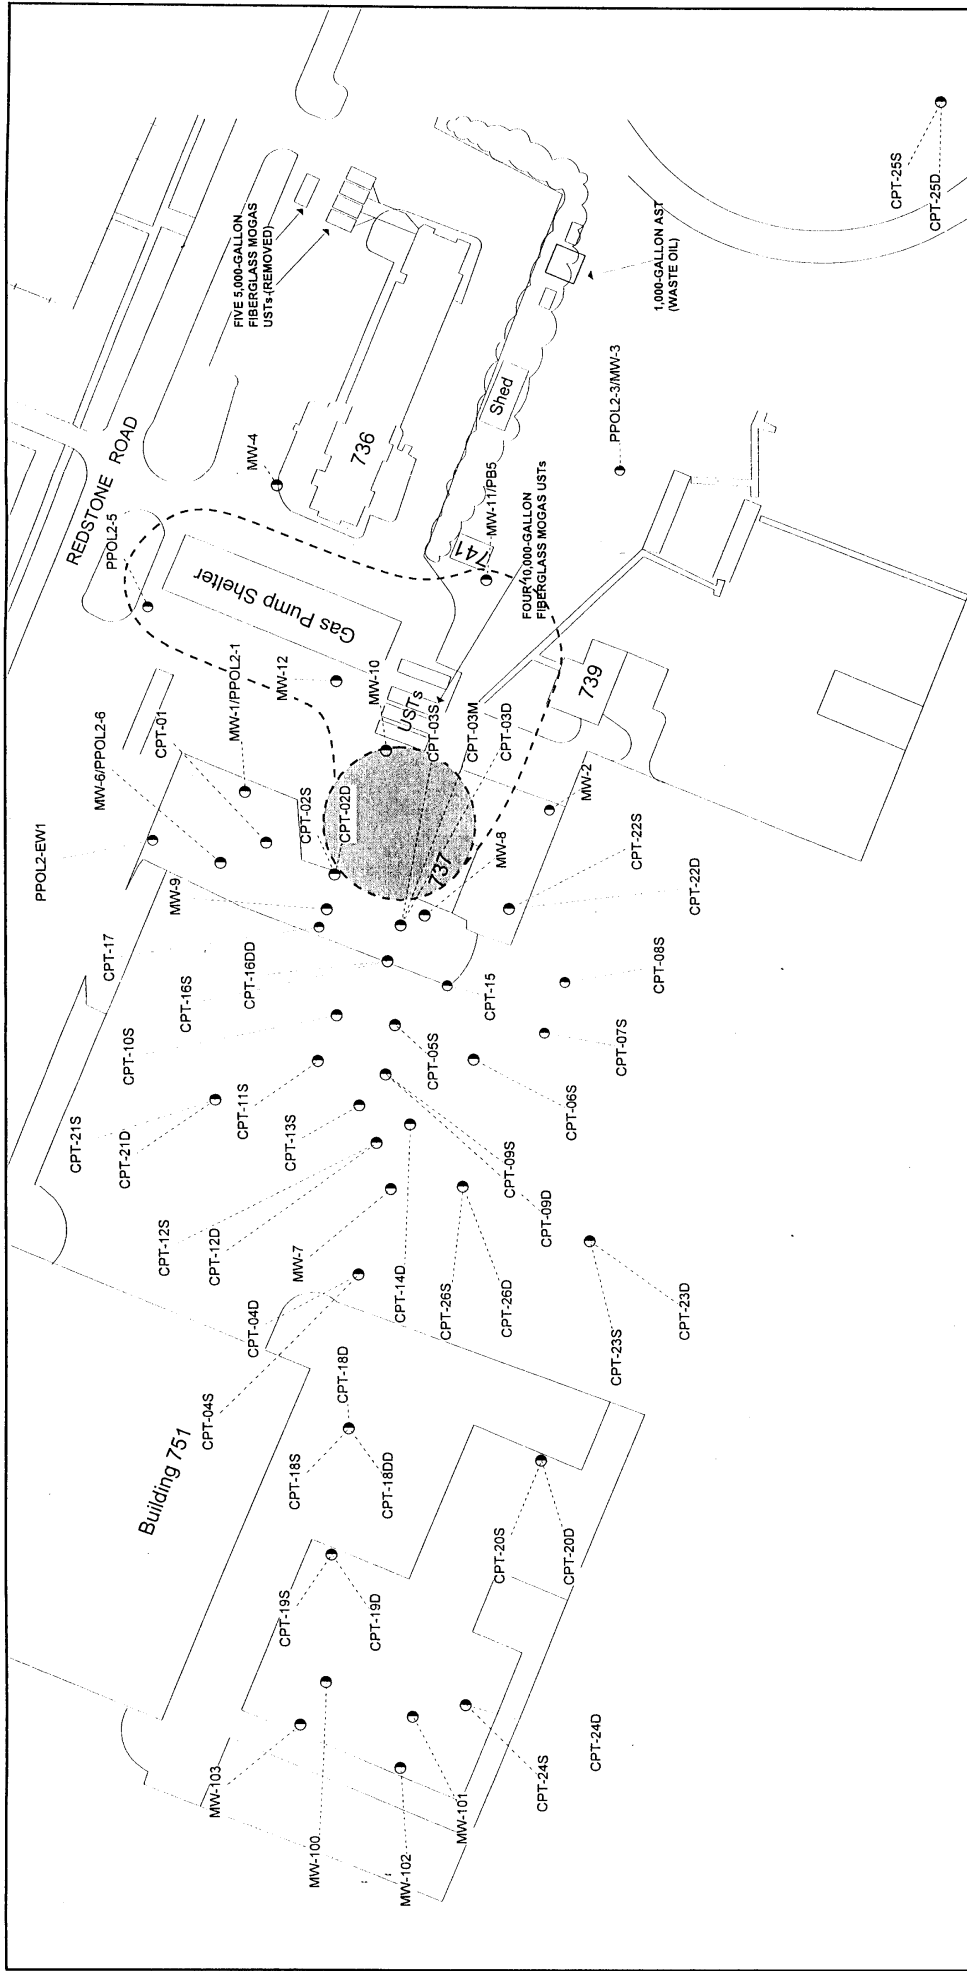 REDSTONE ROAD
FIVE 5,000-GALLON
FIBERGLASS MOGAS
USTs (REMOVED)
736
MW-4
PPOL2-5
Gas Pump Shelter
Shed
1,000-GALLON AST
(WASTE OIL)
CPT-25S
CPT-25D
PPOL2-3/MW-3
741
MW-11/PB5
FOUR 10,000-GALLON
FIBERGLASS MOGAS USTs
739
MW-12
MW-10
USTs
MW-1/PPOL2-1
CPT-01
MW-6/PPOL2-6
PPOL2-EW1
CPT-02S
CPT-02D
CPT-03S
CPT-03M
CPT-03D
737
MW-8
MW-2
CPT-22S
CPT-22D
MW-9
CPT-17
CPT-16DD
CPT-16S
CPT-15
CPT-08S
CPT-07S
CPT-10S
CPT-05S
CPT-06S
CPT-11S
CPT-21S
CPT-21D
CPT-13S
CPT-09S
CPT-09D
CPT-12S
CPT-12D
MW-7
CPT-14D
CPT-26S
CPT-26D
CPT-23S
CPT-23D
CPT-04D
CPT-04S
Building 751
CPT-18D
CPT-18S
CPT-18DD
CPT-20S
CPT-20D
CPT-19S
CPT-19D
MW-103
MW-100
MW-102
MW-101
CPT-24S
CPT-24D